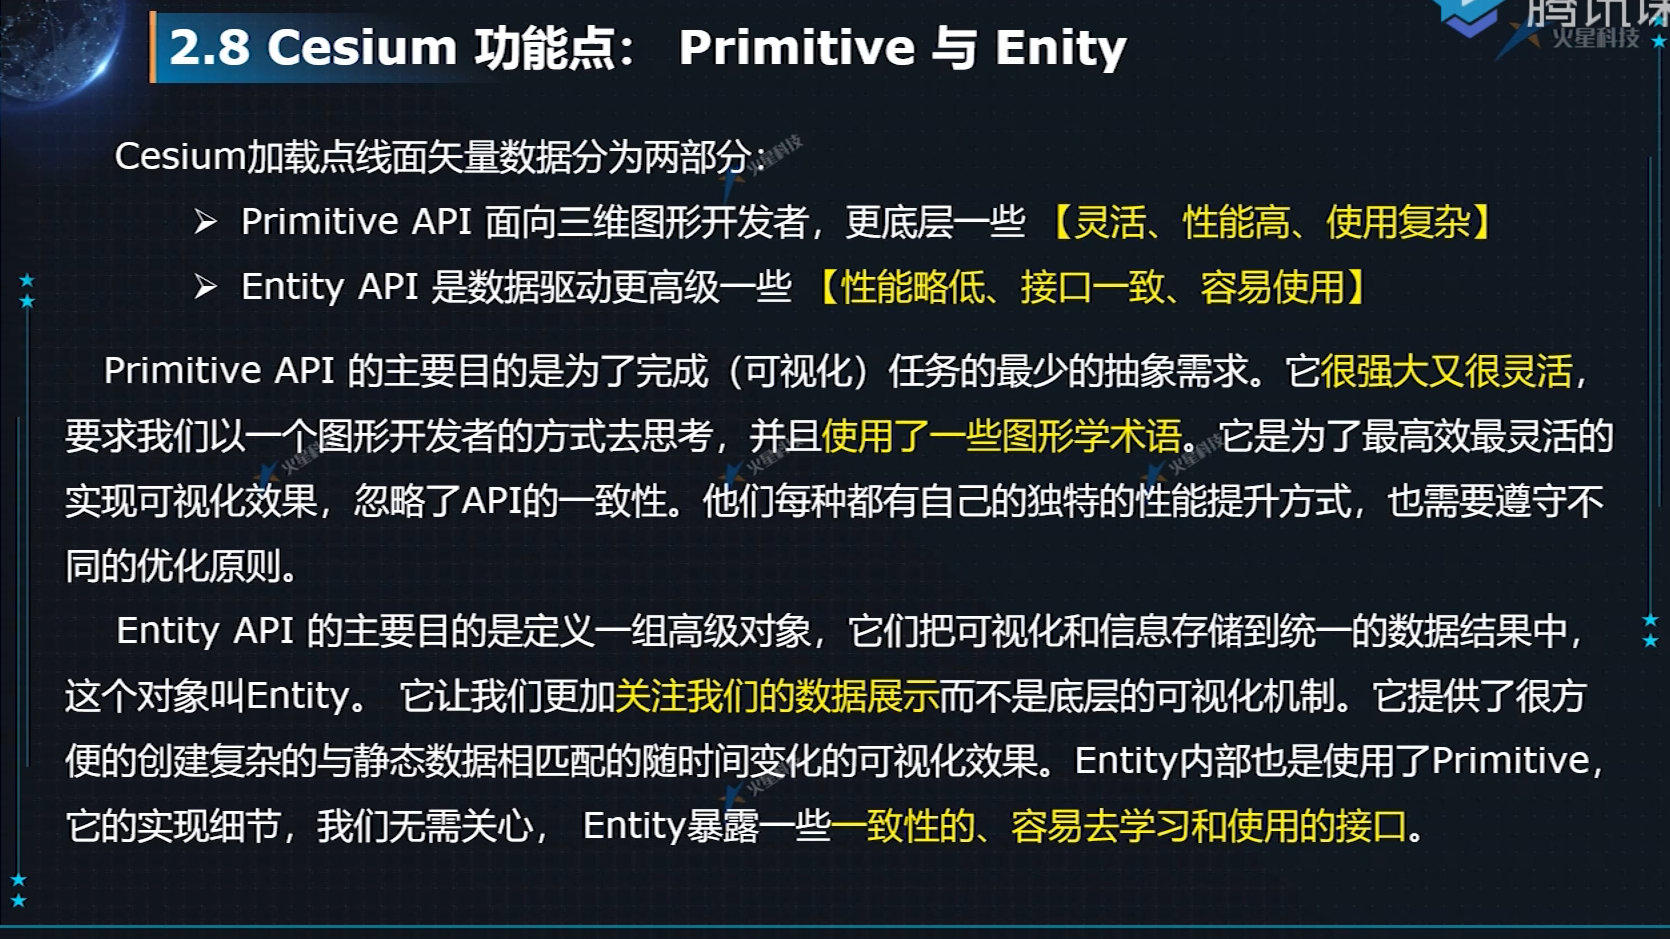 2.8 Cesium 功能点： Primitive 与 Enity
火星科技
Cesium加载点线面矢量数据分为两部分：
火星科技
➢ Primitive API 面向三维图形开发者，更底层一些 【灵活、性能高、使用复杂】
➢ Entity API 是数据驱动更高级一些 【性能略低、接口一致、容易使用】
Primitive API 的主要目的是为了完成（可视化）任务的最少的抽象需求。它很强大又很灵活，
要求我们以一个图形开发者的方式去思考，并且使用了一些图形学术语。它是为了最高效最灵活的
实现可视化效果，忽略了API的一致性。他们每种都有自己的独特的性能提升方式，也需要遵守不
同的优化原则。
Entity API 的主要目的是定义一组高级对象，它们把可视化和信息存储到统一的数据结果中，
这个对象叫Entity。 它让我们更加关注我们的数据展示而不是底层的可视化机制。它提供了很方
便的创建复杂的与静态数据相匹配的随时间变化的可视化效果。Entity内部也是使用了Primitive，
它的实现细节，我们无需关心， Entity暴露一些一致性的、容易去学习和使用的接口。